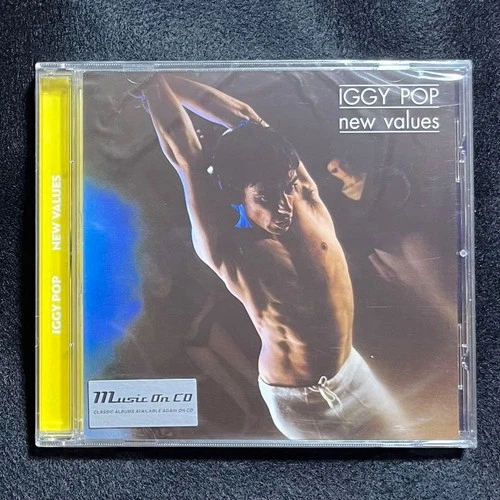 IGGY POP
new values
IGGY POP NEW VALUES
Music On CD
CLASSIC ALBUMS AVAILABLE AGAIN ON CD